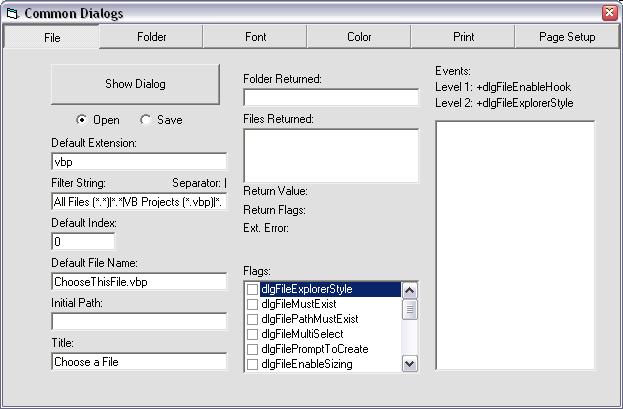 Common Dialogs
File Folder Font Color Print Page Setup
Show Dialog
Open Save
Default Extension:
vbp
Filter String: Separator: |
All Files (*.*)|*.*|VB Projects (*.vbp)|*.
Default Index:
0
Default File Name:
ChooseThisFile.vbp
Initial Path:
Title:
Choose a File
Folder Returned:
Files Returned:
Return Value:
Return Flags:
Ext. Error:
Flags:
dlgFileExplorerStyle
dlgFileMustExist
dlgFilePathMustExist
dlgFileMultiSelect
dlgFilePromptToCreate
dlgFileEnableSizing
Events:
Level 1: +dlgFileEnableHook
Level 2: +dlgFileExplorerStyle